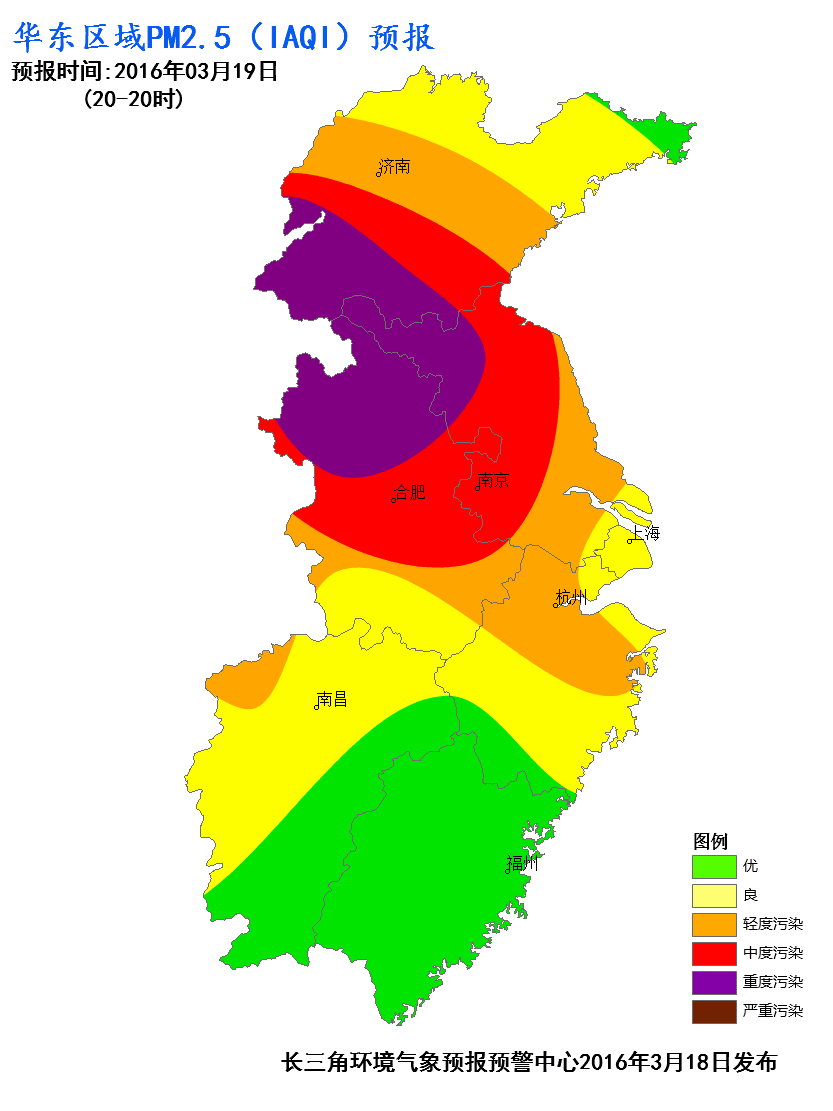 华东区域PM2.5（IAQI）预报
预报时间:2016年03月19日
(20-20时)
济南
南京
合肥
上海
杭州
南昌
福州
图例
优
良
轻度污染
中度污染
重度污染
严重污染
长三角环境气象预报预警中心2016年3月18日发布